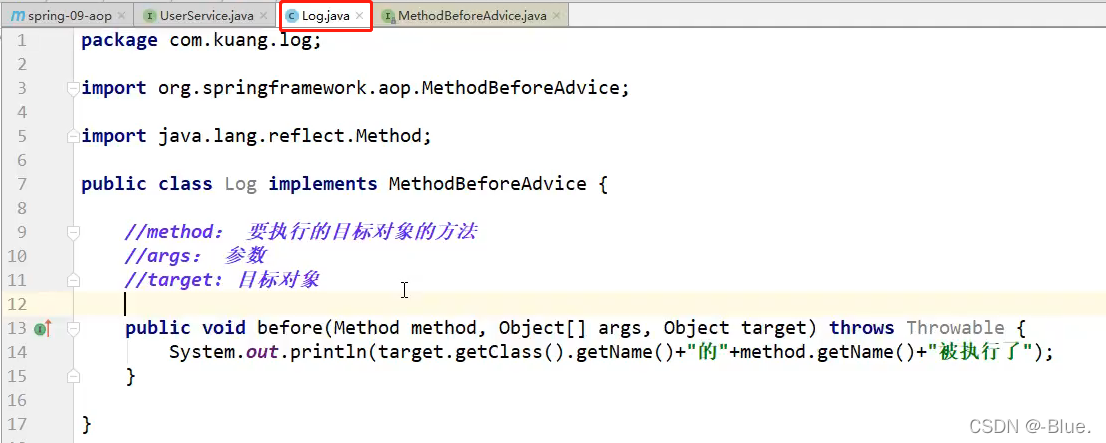 spring-09-aop UserService.java Log.java MethodBeforeAdvice.java
1 package com.kuang.log;
2
3 import org.springframework.aop.MethodBeforeAdvice;
4
5 import java.lang.reflect.Method;
6
7 public class Log implements MethodBeforeAdvice {
8
9 //method: 要执行的目标对象的方法
10 //args: 参数
11 //target: 目标对象
12
13 public void before(Method method, Object[] args, Object target) throws Throwable {
14 System.out.println(target.getClass().getName()+"的"+method.getName()+"被执行了");
15 }
16
17 }
CSDN @-Blue.